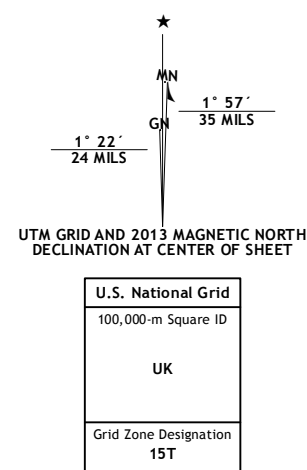 MN
1° 57´
35 MILS
GN
1° 22´
24 MILS
UTM GRID AND 2013 MAGNETIC NORTH
DECLINATION AT CENTER OF SHEET
U.S. National Grid
100,000-m Square ID
UK
Grid Zone Designation
15T